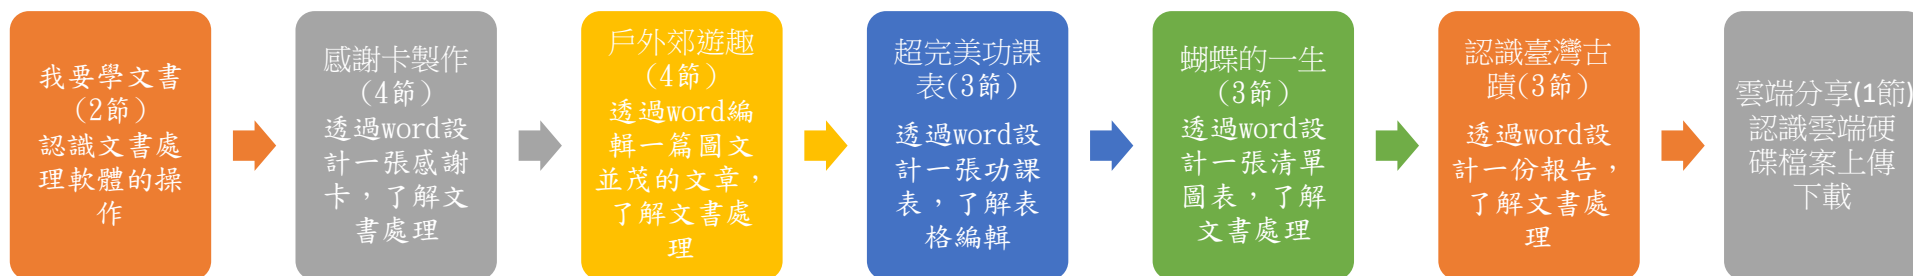 我要學文書
(2節)
認識文書處
理軟體的操
作
感謝卡製作
(4節)
透過word設
計一張感謝
卡，了解文
書處理
戶外郊遊趣
(4節)
透過word編
輯一篇圖文
並茂的文章，
了解文書處
理
超完美功課
表(3節)
透過word設
計一張功課
表，了解表
格編輯
蝴蝶的一生
(3節)
透過word設
計一張清單
圖表，了解
文書處理
認識臺灣古
蹟(3節)
透過word設
計一份報告，
了解文書處
理
雲端分享(1節)
認識雲端硬
碟檔案上傳
下載